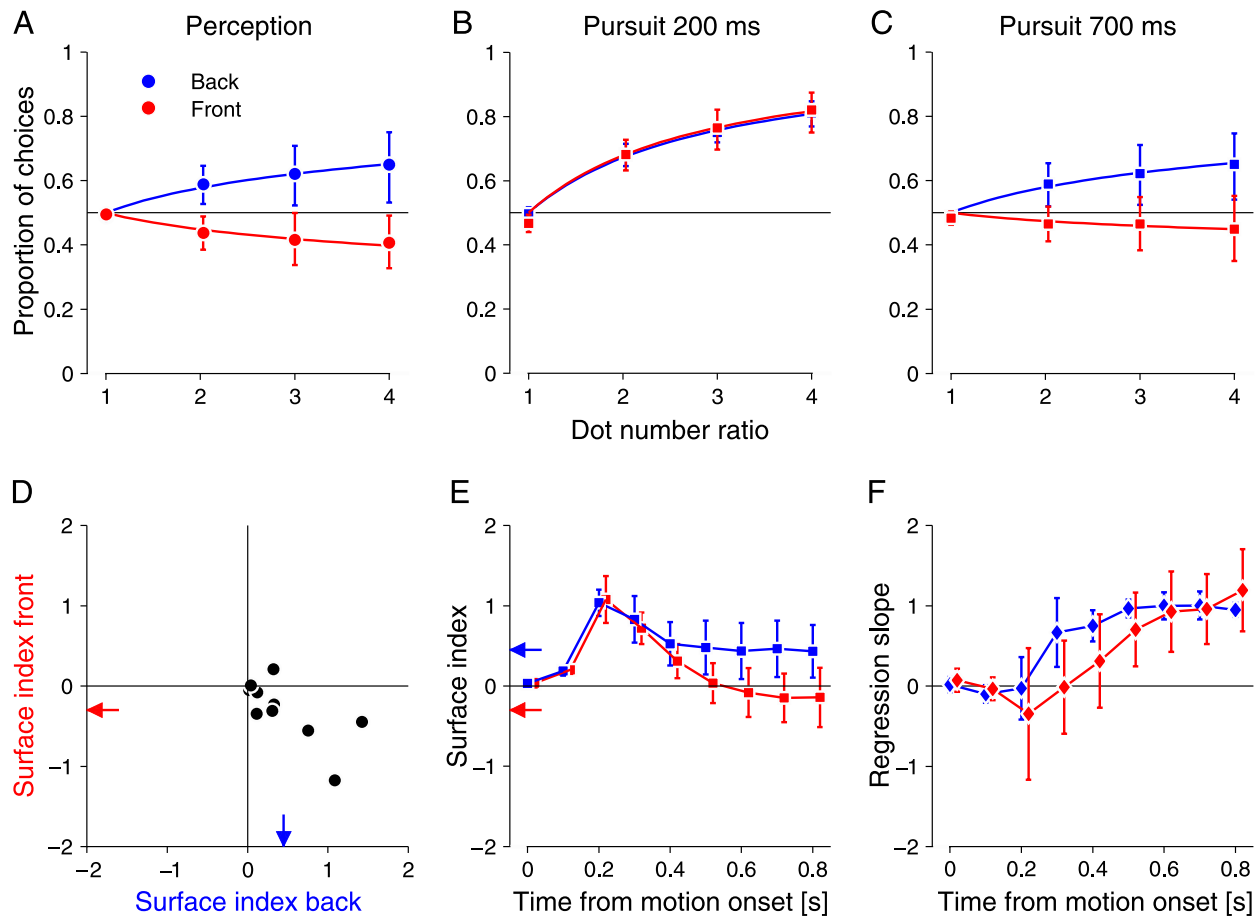 A
Perception
B
Pursuit 200 ms
C
Pursuit 700 ms
Proportion of choices
1
0.8
0.6
0.4
0.2
0
Back
Front
1 2 3 4
1
0.8
0.6
0.4
0.2
0
1 2 3 4
Dot number ratio
1
0.8
0.6
0.4
0.2
0
1 2 3 4
D
Surface index front
2
1
0
−1
−2
−2 −1 0 1 2
Surface index back
E
Surface index
2
1
0
−1
−2
0 0.2 0.4 0.6 0.8
Time from motion onset [s]
F
Regression slope
2
1
0
−1
−2
0 0.2 0.4 0.6 0.8
Time from motion onset [s]